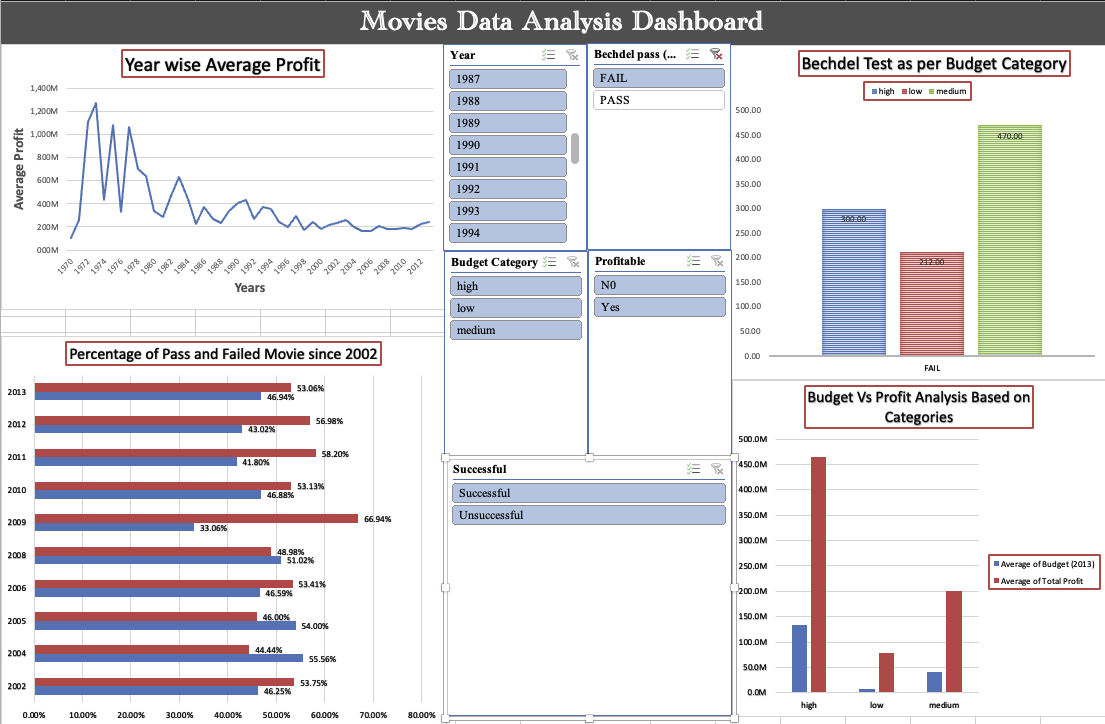 Movies Data Analysis Dashboard
Year wise Average Profit
1,400M
1,200M
1,000M
800M
600M
400M
200M
000M
Average Profit
1970
1972
1974
1976
1978
1980
1982
1984
1986
1988
1990
1992
1994
1996
1998
2000
2002
2004
2006
2008
2010
2012
Years
Year
1987
1988
1989
1990
1991
1992
1993
1994
Bechdel pass (...
FAIL
PASS
Budget Category
high
low
medium
Profitable
N0
Yes
Successful
Successful
Unsuccessful
Bechdel Test as per Budget Category
high low medium
500.00
450.00
400.00
350.00
300.00
250.00
200.00
150.00
100.00
50.00
0.00
300.00
212.00
470.00
FAIL
Percentage of Pass and Failed Movie since 2002
2013
53.06%
46.94%
2012
56.98%
43.02%
2011
58.20%
41.80%
2010
53.13%
46.88%
2009
66.94%
33.06%
2008
48.98%
51.02%
2006
53.41%
46.59%
2005
46.00%
54.00%
2004
44.44%
55.56%
2002
53.75%
46.25%
0.00% 10.00% 20.00% 30.00% 40.00% 50.00% 60.00% 70.00% 80.00%
Budget Vs Profit Analysis Based on
Categories
500.0M
450.0M
400.0M
350.0M
300.0M
250.0M
200.0M
150.0M
100.0M
50.0M
0.0M
high low medium
Average of Budget (2013)
Average of Total Profit